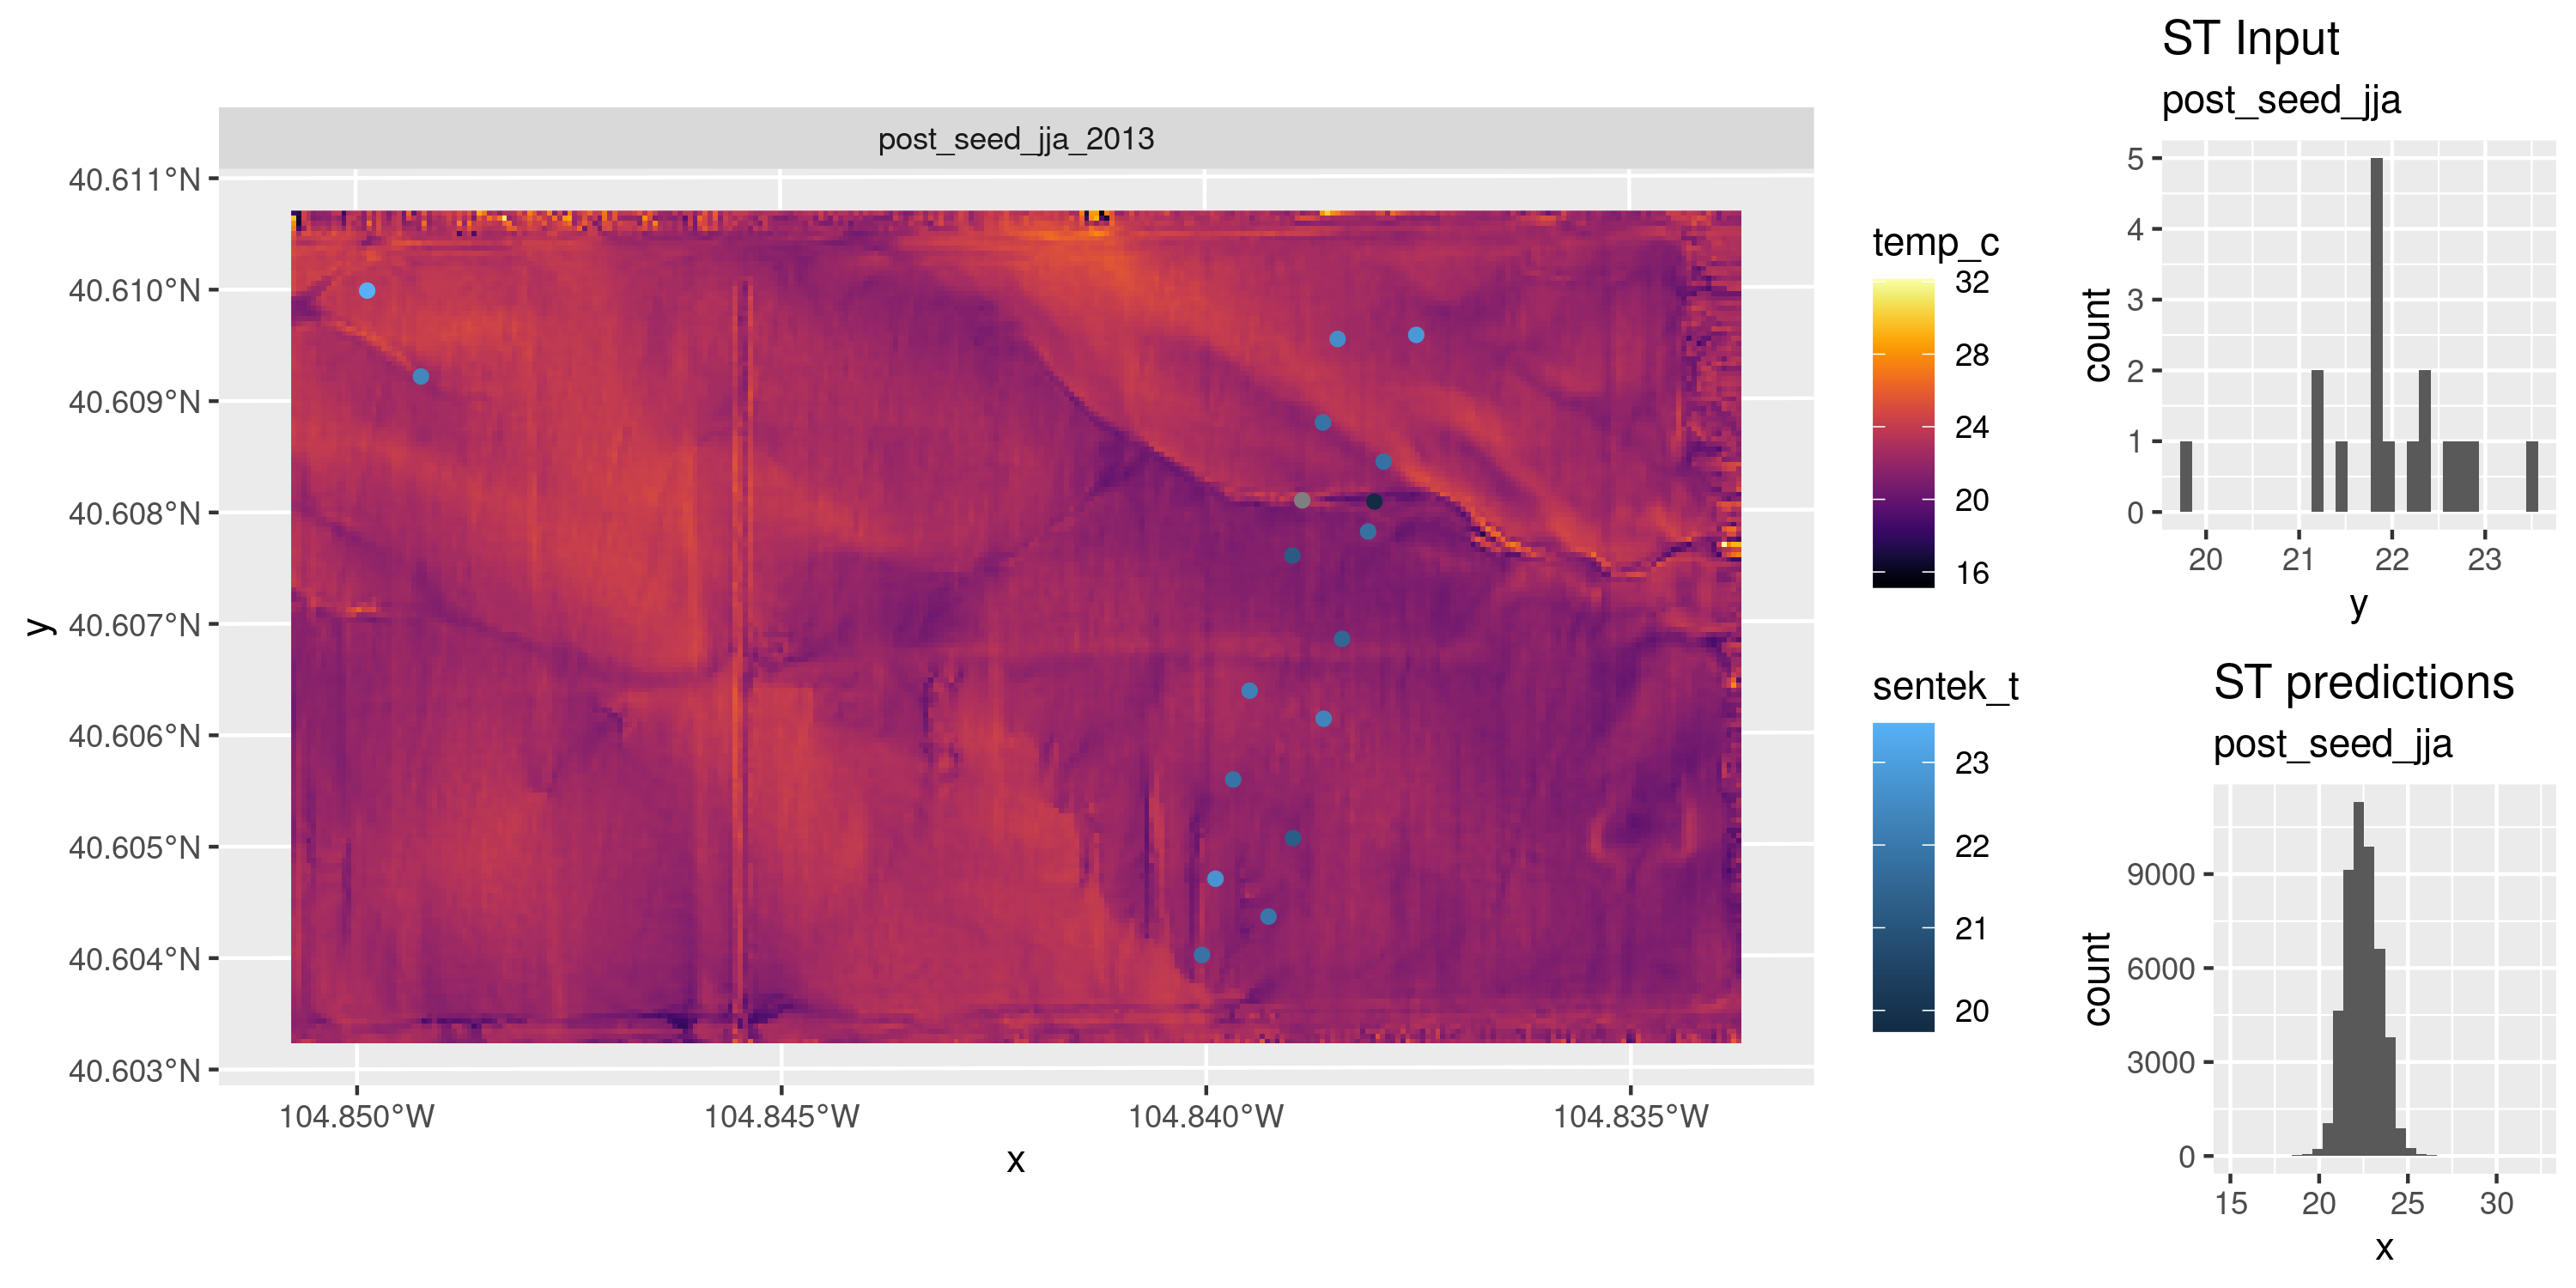 post_seed_jja_2013
40.611°N
40.610°N
40.609°N
40.608°N
40.607°N
40.606°N
40.605°N
40.604°N
40.603°N
y
104.850°W 104.845°W 104.840°W 104.835°W
x
temp_c
32
28
24
20
16
sentek_t
23
22
21
20
ST Input
post_seed_jja
count
5
4
3
2
1
0
20 21 22 23
y
ST predictions
post_seed_jja
count
9000
6000
3000
0
15 20 25 30
x